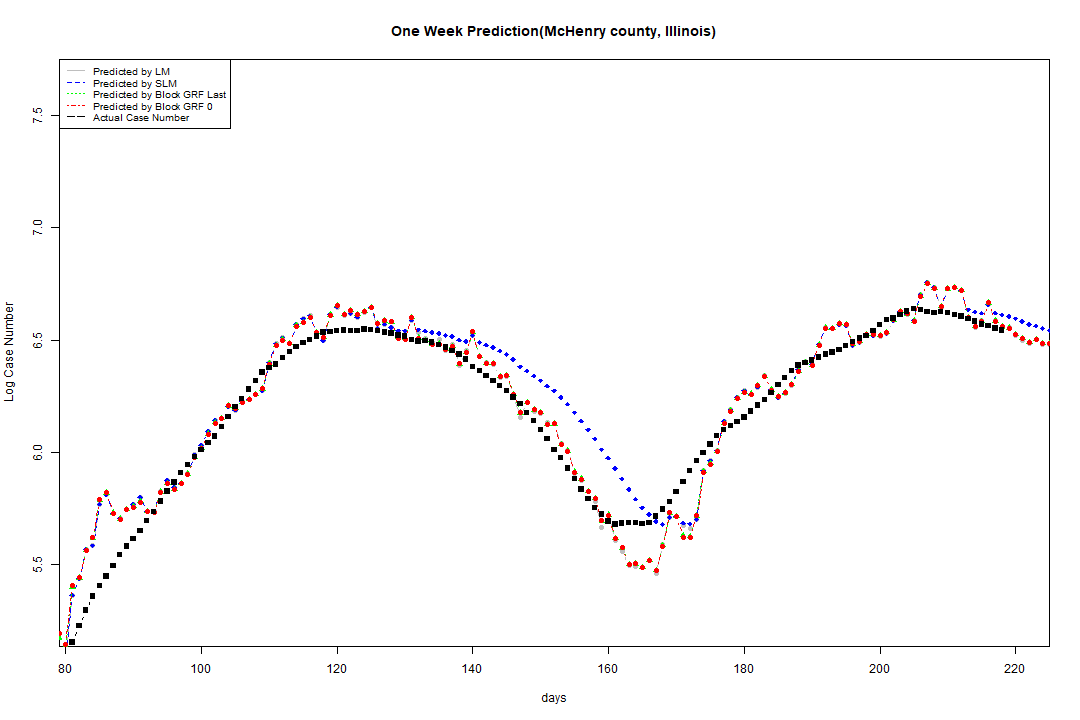 One Week Prediction(McHenry county, Illinois)
Predicted by LM
Predicted by SLM
Predicted by Block GRF Last
Predicted by Block GRF 0
Actual Case Number
7.5
7.0
6.5
6.0
5.5
Log Case Number
80 100 120 140 160 180 200 220
days